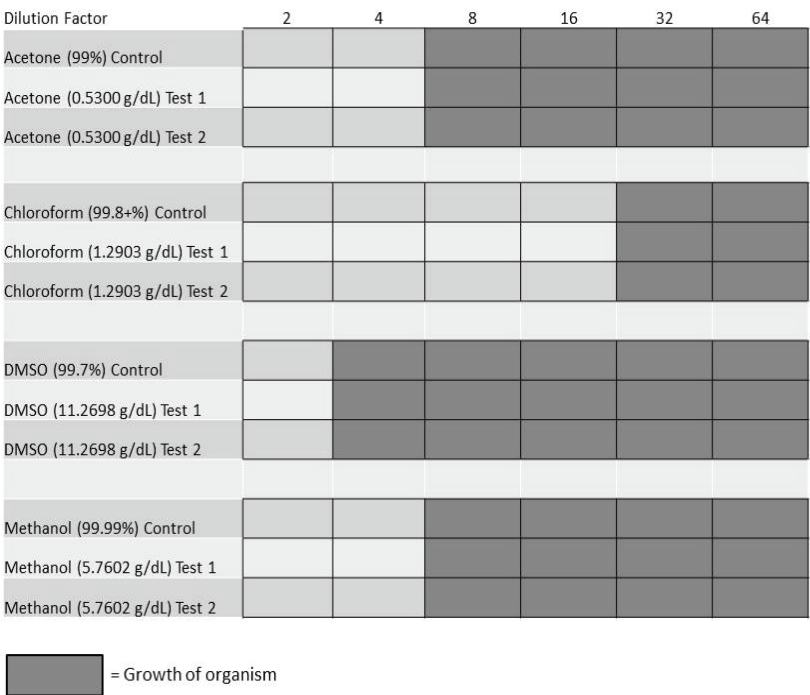 Dilution Factor 2 4 8 16 32 64
Acetone (99%) Control
Acetone (0.5300 g/dL) Test 1
Acetone (0.5300 g/dL) Test 2
Chloroform (99.8+%) Control
Chloroform (1.2903 g/dL) Test 1
Chloroform (1.2903 g/dL) Test 2
DMSO (99.7%) Control
DMSO (11.2698 g/dL) Test 1
DMSO (11.2698 g/dL) Test 2
Methanol (99.99%) Control
Methanol (5.7602 g/dL) Test 1
Methanol (5.7602 g/dL) Test 2
= Growth of organism